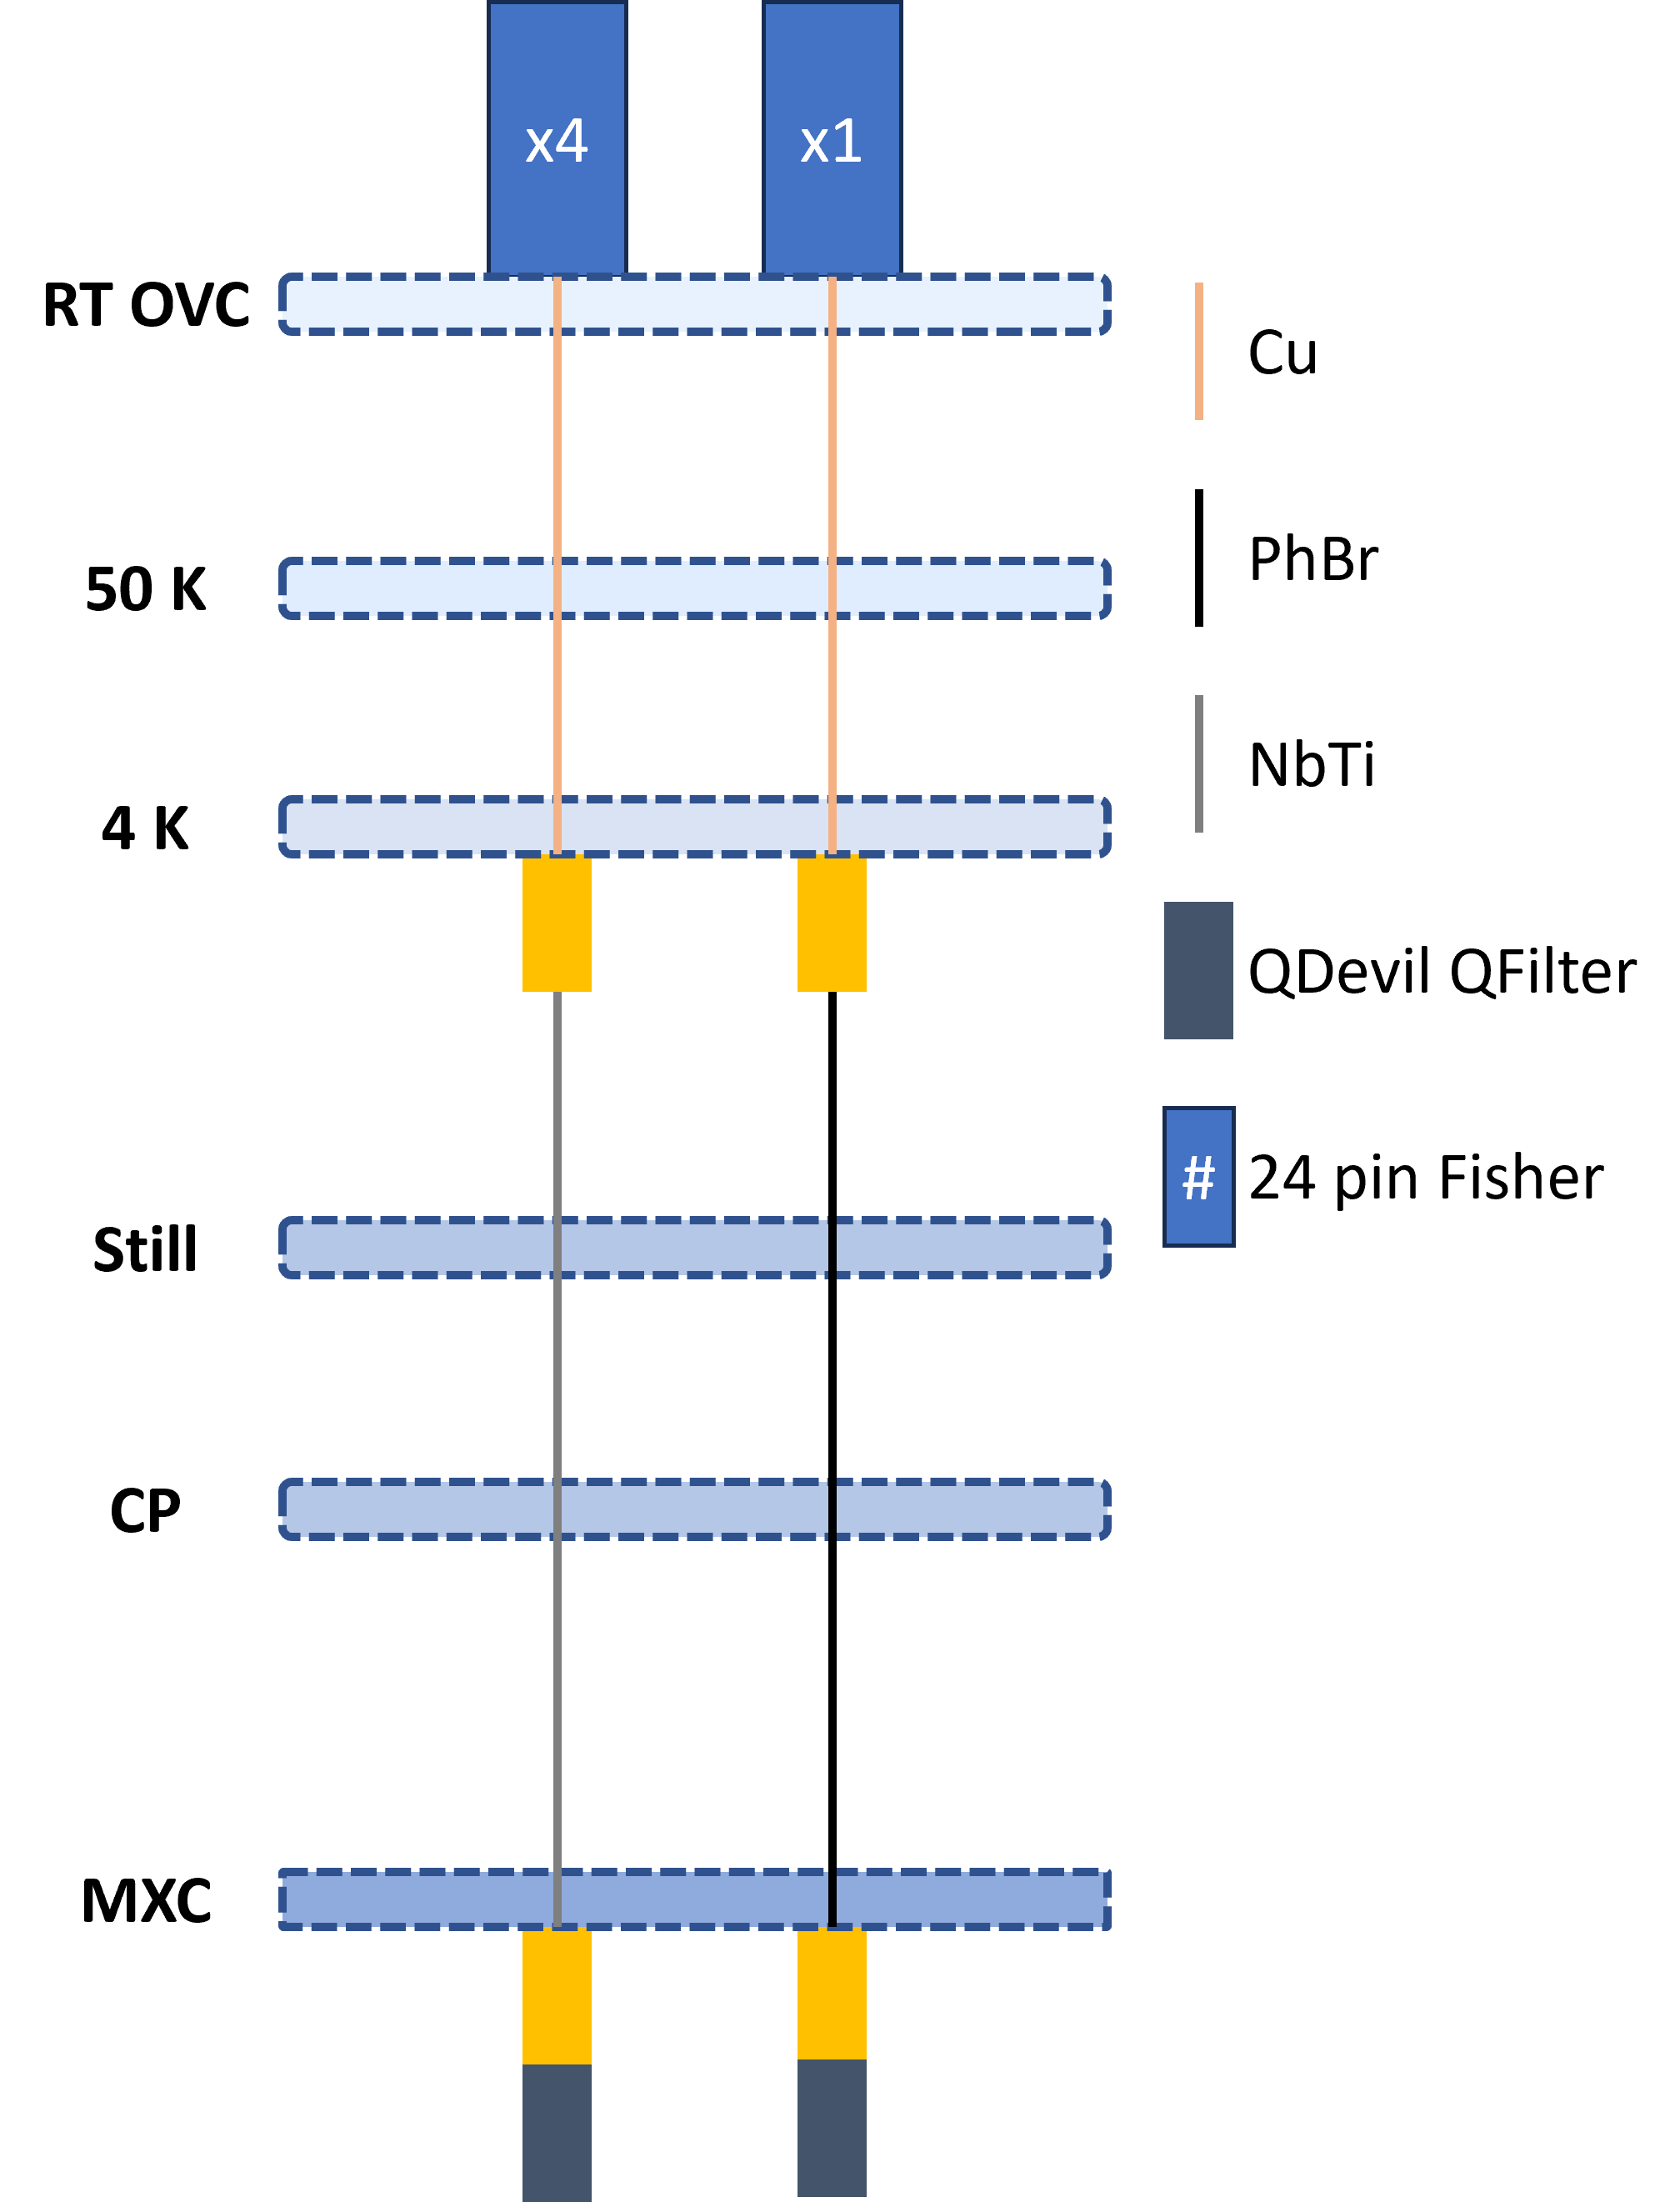 x4
x1
RT OVC
Cu
50 K
PhBr
NbTi
4 K
QDevil QFilter
# 24 pin Fisher
Still
CP
MXC